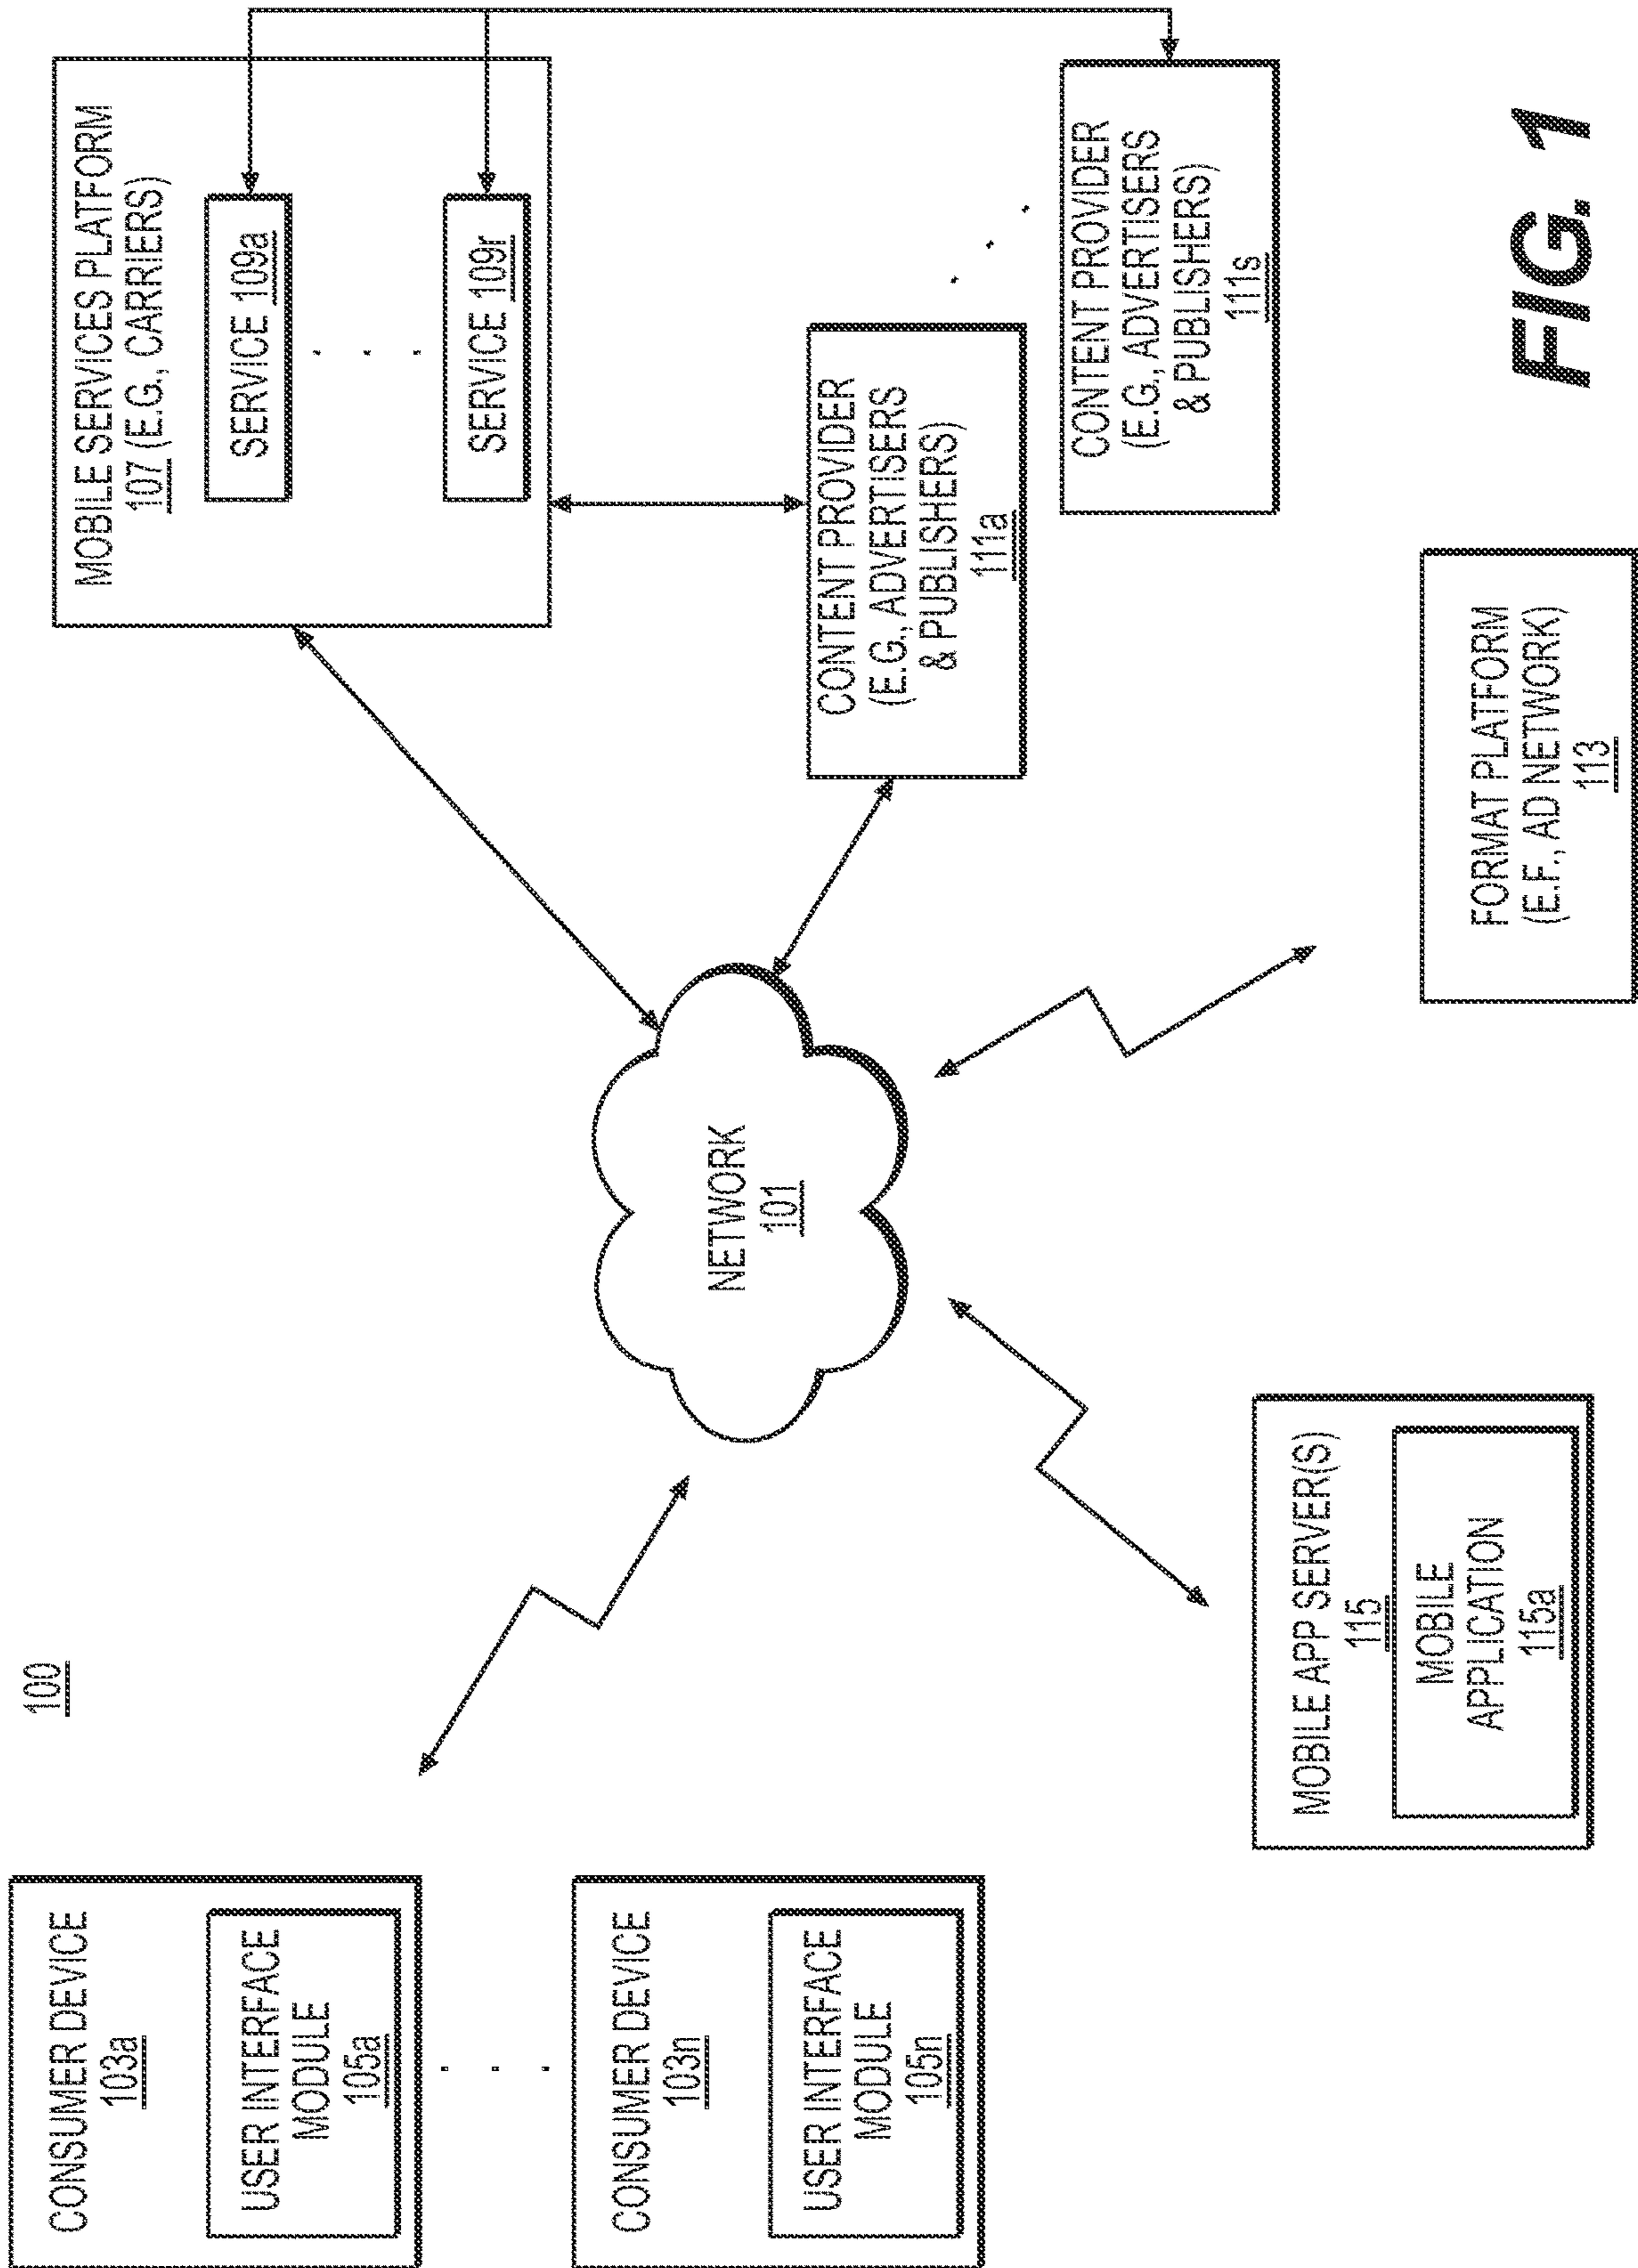 100
CONSUMER DEVICE
103a
USER INTERFACE
MODULE
105a
CONSUMER DEVICE
103n
USER INTERFACE
MODULE
105n
NETWORK
101
MOBILE SERVICES PLATFORM
107 (E.G., CARRIERS)
SERVICE 109a
SERVICE 109r
CONTENT PROVIDER
(E.G., ADVERTISERS
& PUBLISHERS)
111a
CONTENT PROVIDER
(E.G., ADVERTISERS
& PUBLISHERS)
111s
MOBILE APP SERVER(S)
115
MOBILE
APPLICATION
115a
FORMAT PLATFORM
(E.F., AD NETWORK)
113
FIG. 1